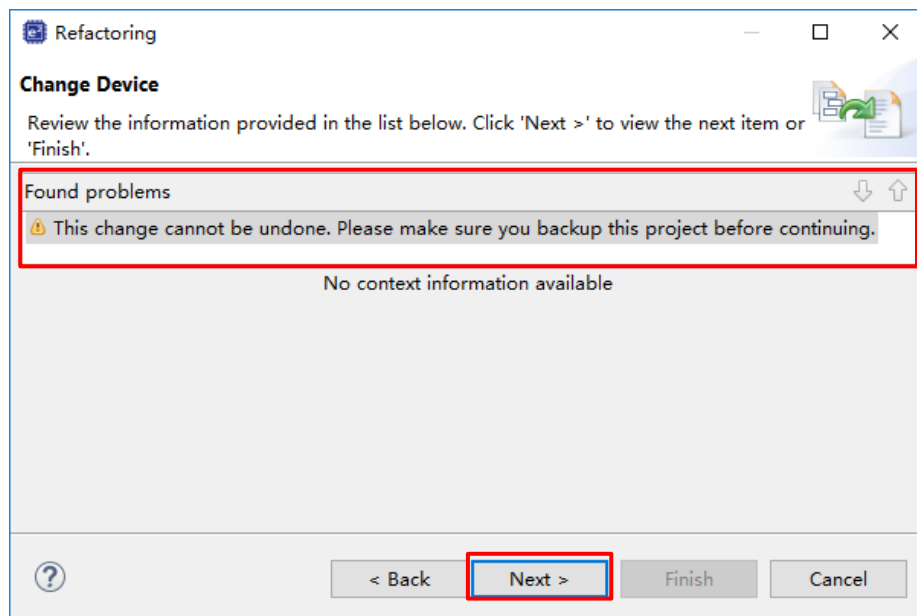 Refactoring
Change Device
Review the information provided in the list below. Click 'Next >' to view the next item or
'Finish'.
Found problems
This change cannot be undone. Please make sure you backup this project before continuing.
No context information available
< Back
Next >
Finish
Cancel